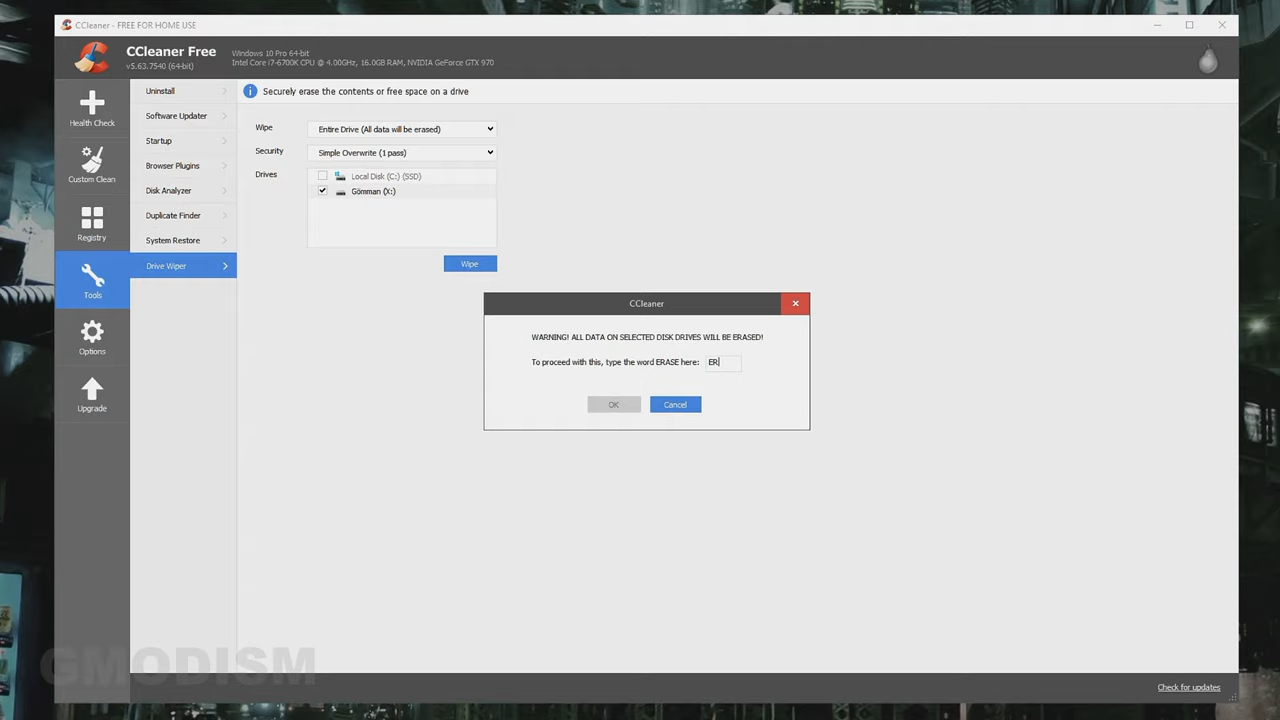 CCleaner - FREE FOR HOME USE
CCleaner Free
v5.63.7540 (64-bit)
Windows 10 Pro 64-bit
Intel Core i7-6700K CPU @ 4.00GHz, 16.0GB RAM, NVIDIA GeForce GTX 970
Health Check
Custom Clean
Registry
Tools
Options
Upgrade
Uninstall
Software Updater
Startup
Browser Plugins
Disk Analyzer
Duplicate Finder
System Restore
Drive Wiper
Securely erase the contents or free space on a drive
Wipe
Entire Drive (All data will be erased)
Security
Simple Overwrite (1 pass)
Drives
Local Disk (C:) (SSD)
Gömman (X:)
Wipe
CCleaner
WARNING! ALL DATA ON SELECTED DISK DRIVES WILL BE ERASED!
To proceed with this, type the word ERASE here: ER
OK Cancel
GMODISM
Check for updates